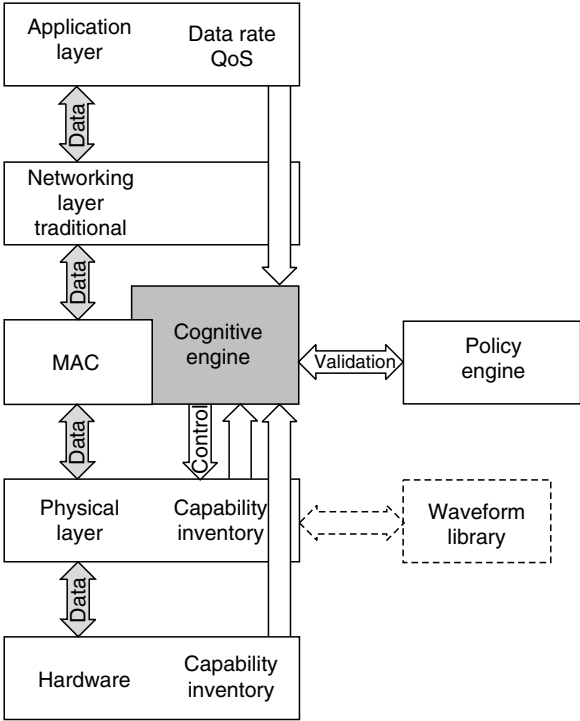 Application
layer
Data rate
QoS
Data
Networking
layer
traditional
Data
MAC
Cognitive
engine
Validation
Policy
engine
Data
Control
Physical
layer
Capability
inventory
Waveform
library
Data
Hardware
Capability
inventory